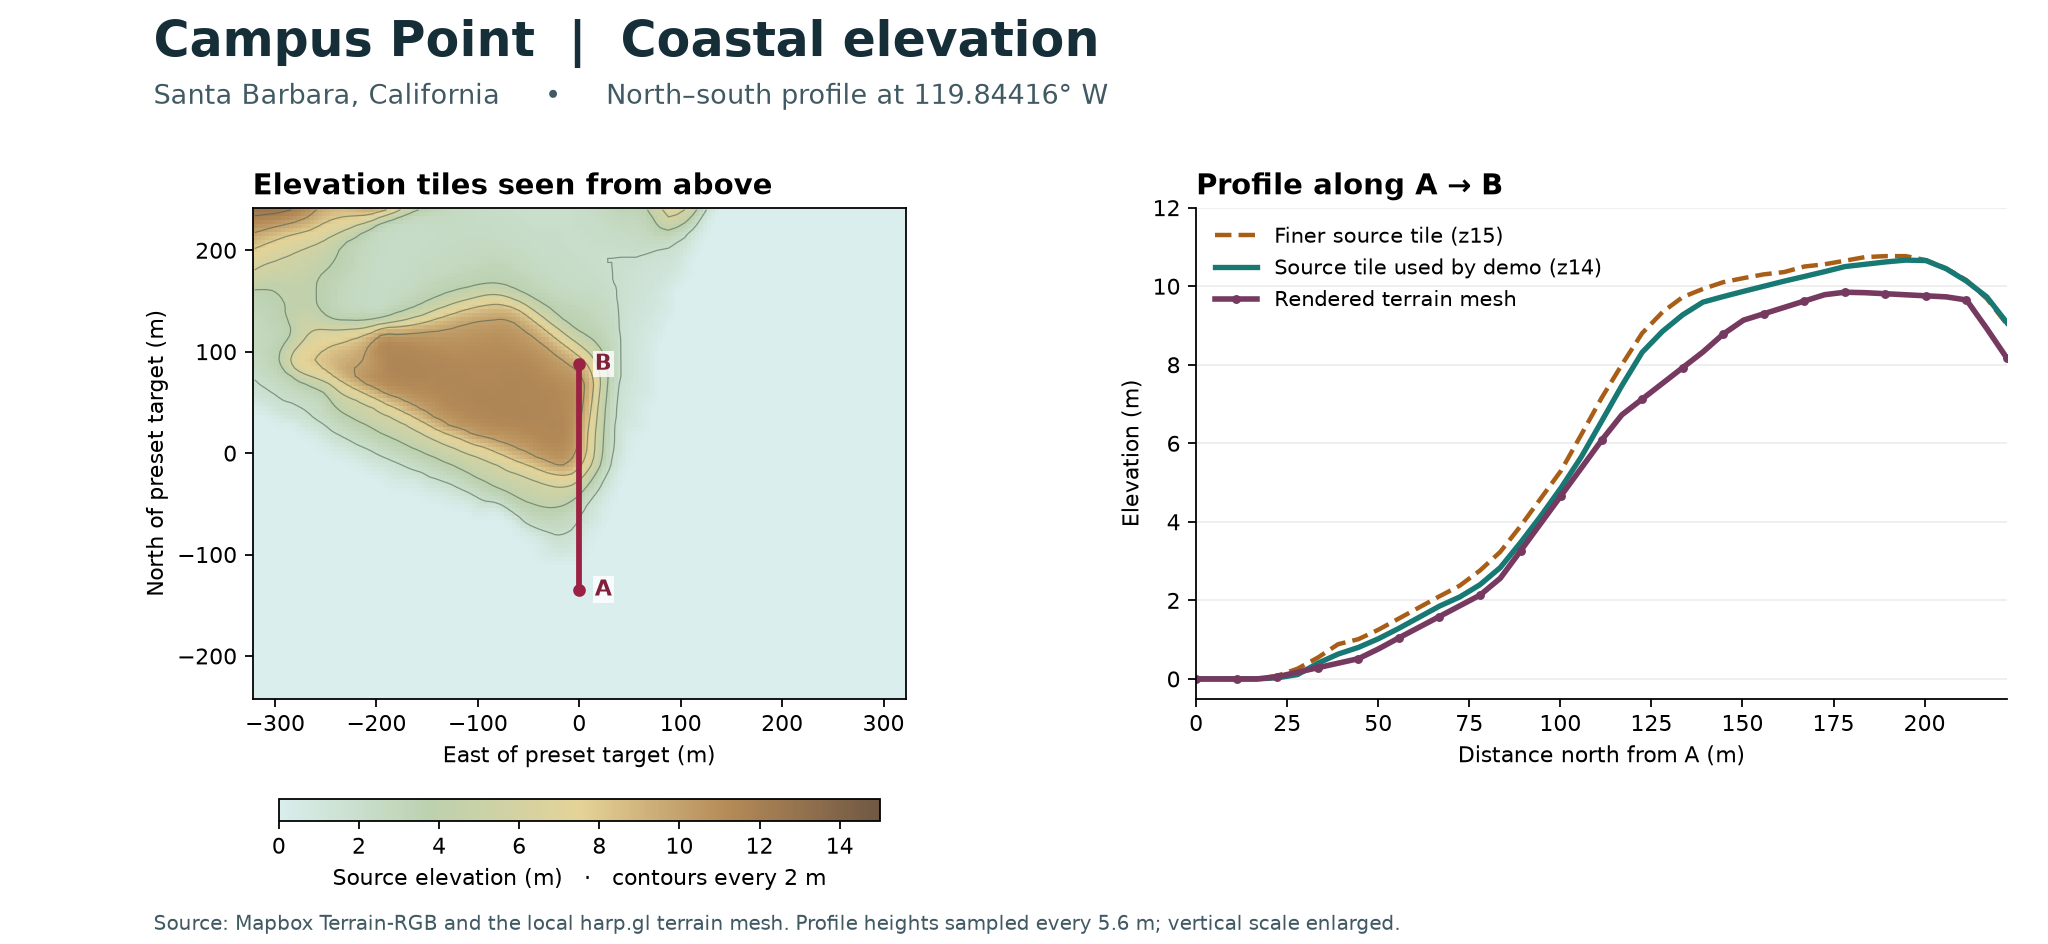 Campus Point | Coastal elevation
Santa Barbara, California • North–south profile at 119.84416° W
Elevation tiles seen from above
North of preset target (m)
200
100
0
−100
−200
B
A
−300 −200 −100 0 100 200 300
East of preset target (m)
0 2 4 6 8 10 12 14
Source elevation (m) · contours every 2 m
Profile along A → B
Elevation (m)
12
10
8
6
4
2
0
Finer source tile (z15)
Source tile used by demo (z14)
Rendered terrain mesh
0 25 50 75 100 125 150 175 200
Distance north from A (m)
Source: Mapbox Terrain-RGB and the local harp.gl terrain mesh. Profile heights sampled every 5.6 m; vertical scale enlarged.